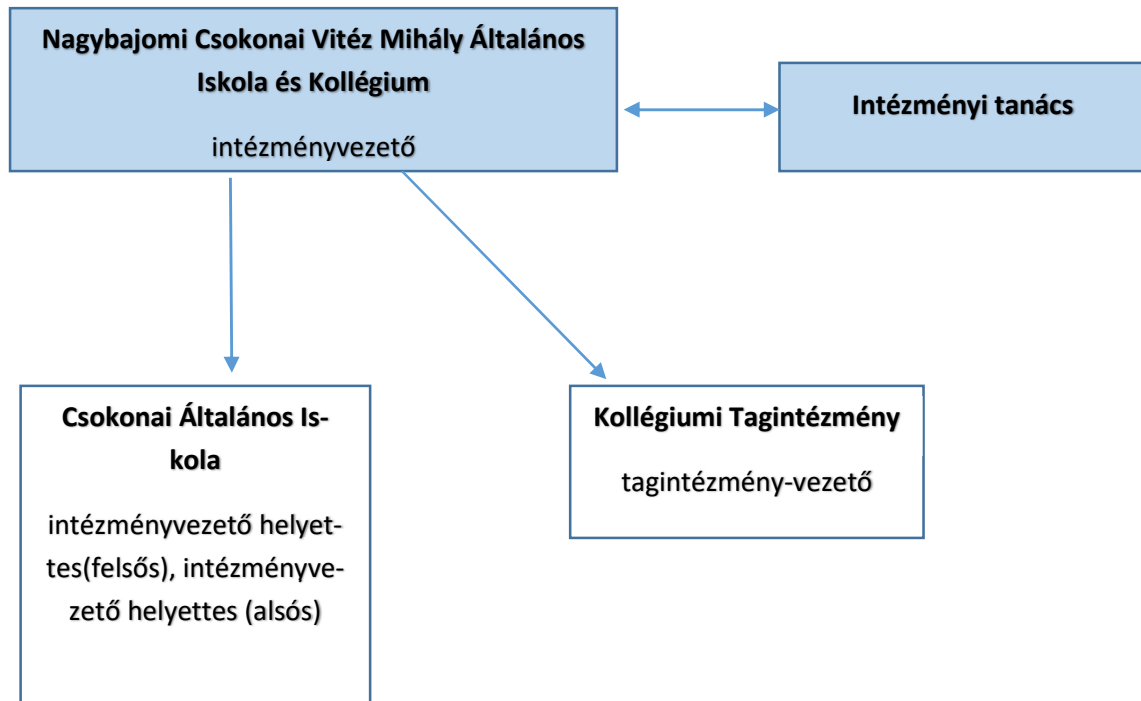 Nagybajomi Csokonai Vitéz Mihály Általános
Iskola és Kollégium
intézményvezető
Intézményi tanács
Csokonai Általános Is-
kola
intézményvezető helyet-
tes(felsős), intézményve-
zető helyettes (alsós)
Kollégiumi Tagintézmény
tagintézmény-vezető